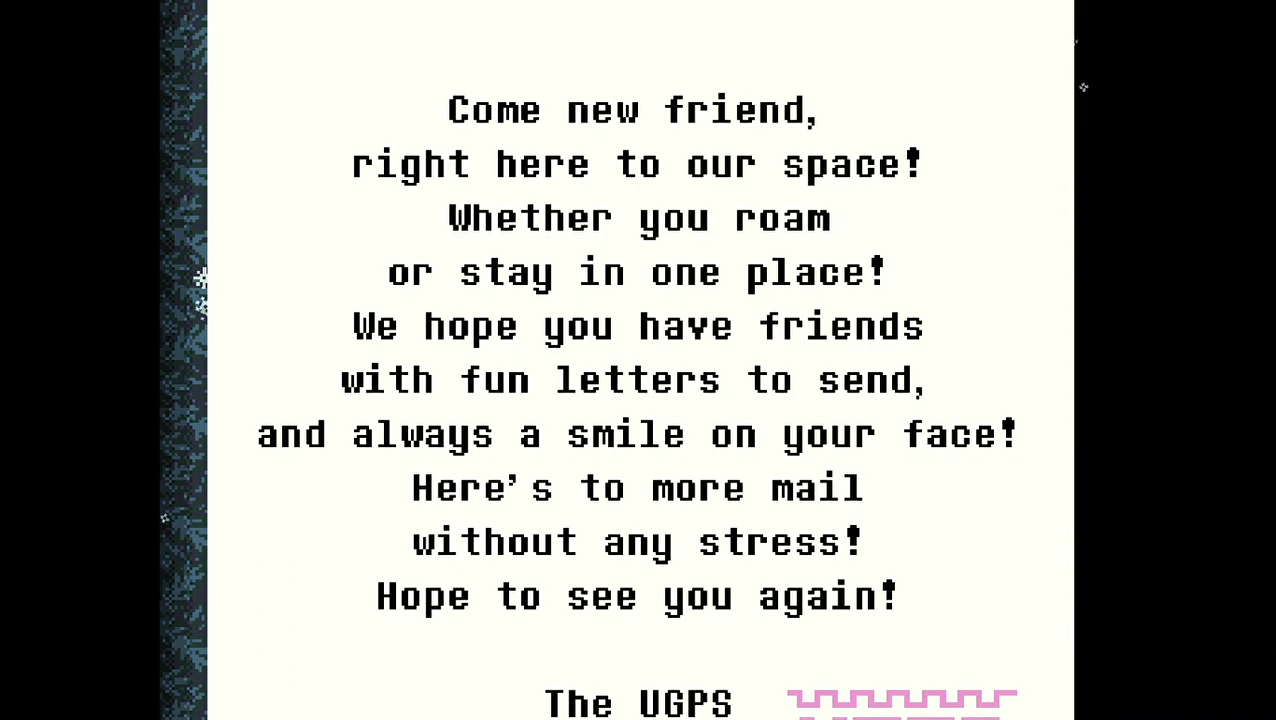 Come new friend,
right here to our space!
Whether you roam
or stay in one place!
We hope you have friends
with fun letters to send,
and always a smile on your face!
Here's to more mail
without any stress!
Hope to see you again!
The UGPS